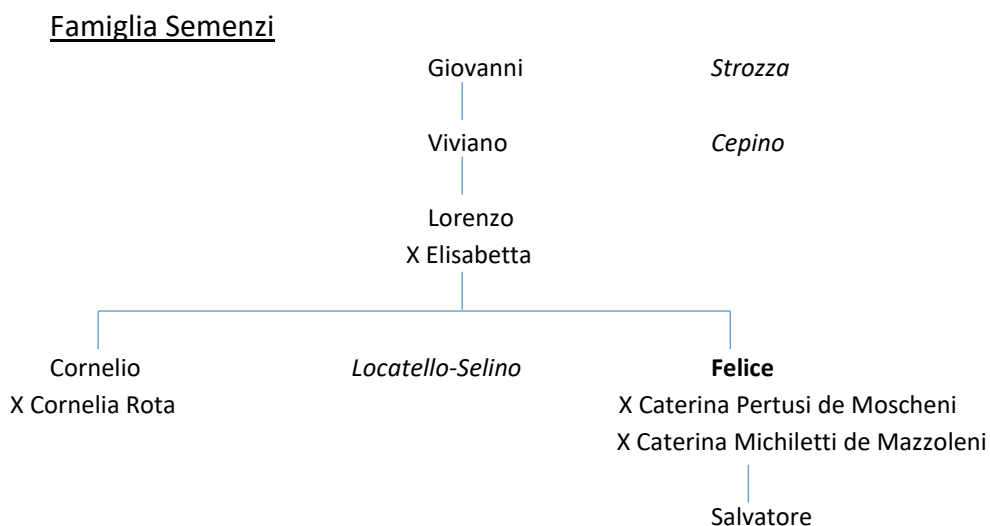 Famiglia Semenzi
Giovanni Strozza
Viviano Cepino
Lorenzo
X Elisabetta
Cornelio Locatello-Selino Felice
X Cornelia Rota X Caterina Pertusi de Moscheni
X Caterina Michiletti de Mazzoleni
Salvatore